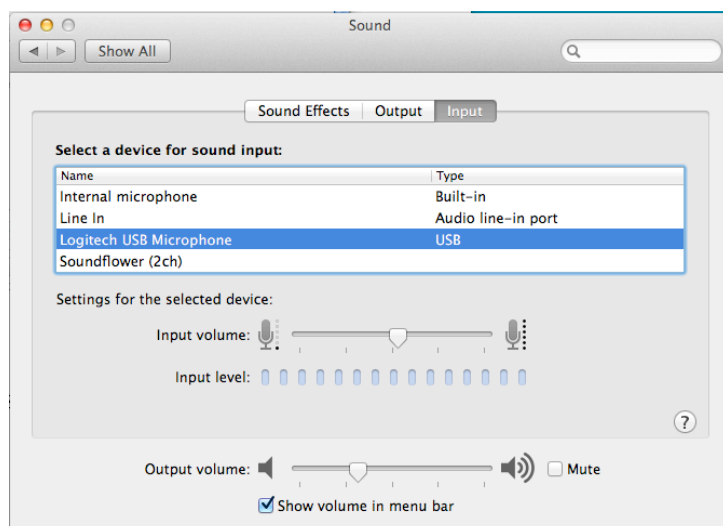 Sound
Show All
Sound Effects Output Input
Select a device for sound input:
Name Type
Internal microphone Built-in
Line In Audio line-in port
Logitech USB Microphone USB
Soundflower (2ch)
Settings for the selected device:
Input volume:
Input level:
?
Output volume: Mute
Show volume in menu bar